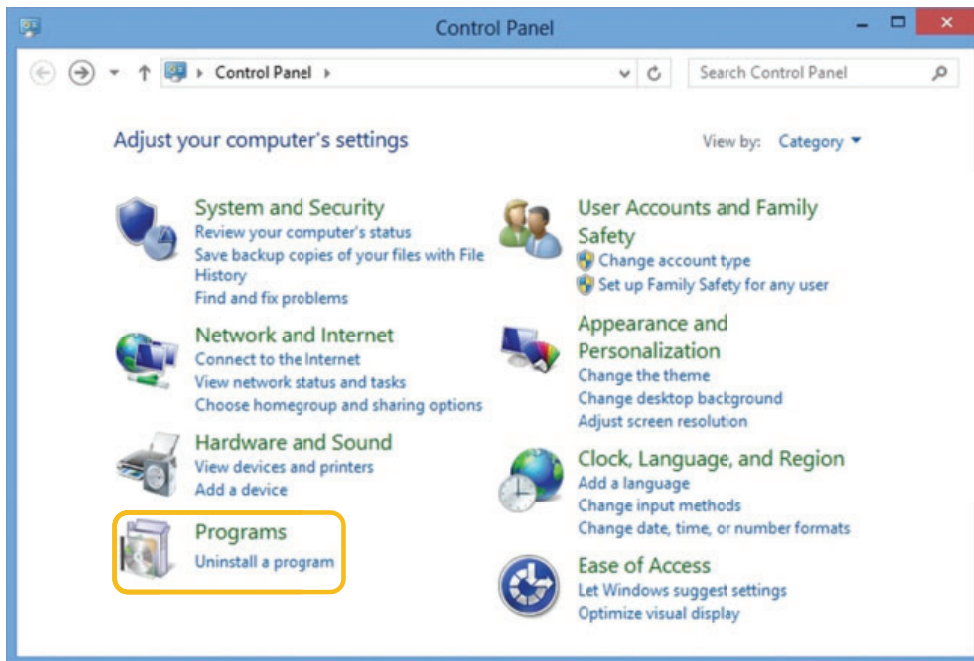 Control Panel
Control Panel
Search Control Panel
Adjust your computer's settings
View by: Category
System and Security
Review your computer's status
Save backup copies of your files with File
History
Find and fix problems
Network and Internet
Connect to the Internet
View network status and tasks
Choose homegroup and sharing options
Hardware and Sound
View devices and printers
Add a device
Programs
Uninstall a program
User Accounts and Family
Safety
Change account type
Set up Family Safety for any user
Appearance and
Personalization
Change the theme
Change desktop background
Adjust screen resolution
Clock, Language, and Region
Add a language
Change input methods
Change date, time, or number formats
Ease of Access
Let Windows suggest settings
Optimize visual display